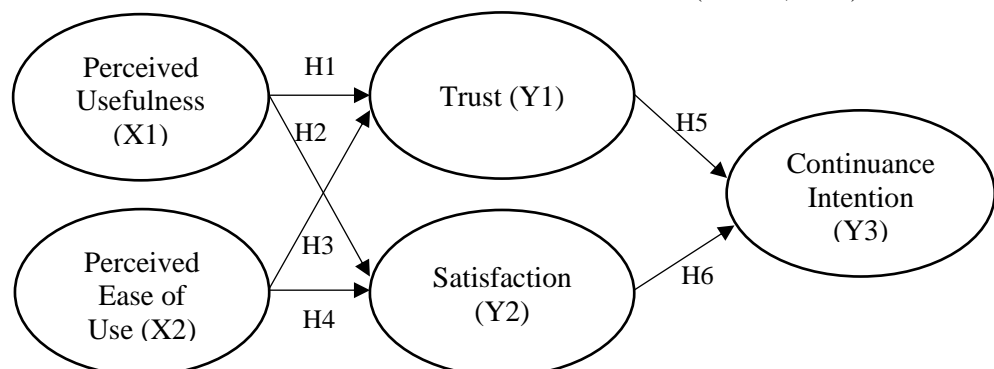 Perceived
Usefulness
(X1)
H1
Trust (Y1)
H2
H5
Continuance
Intention
(Y3)
H3
Perceived
Ease of
Use (X2)
H4
Satisfaction
(Y2)
H6